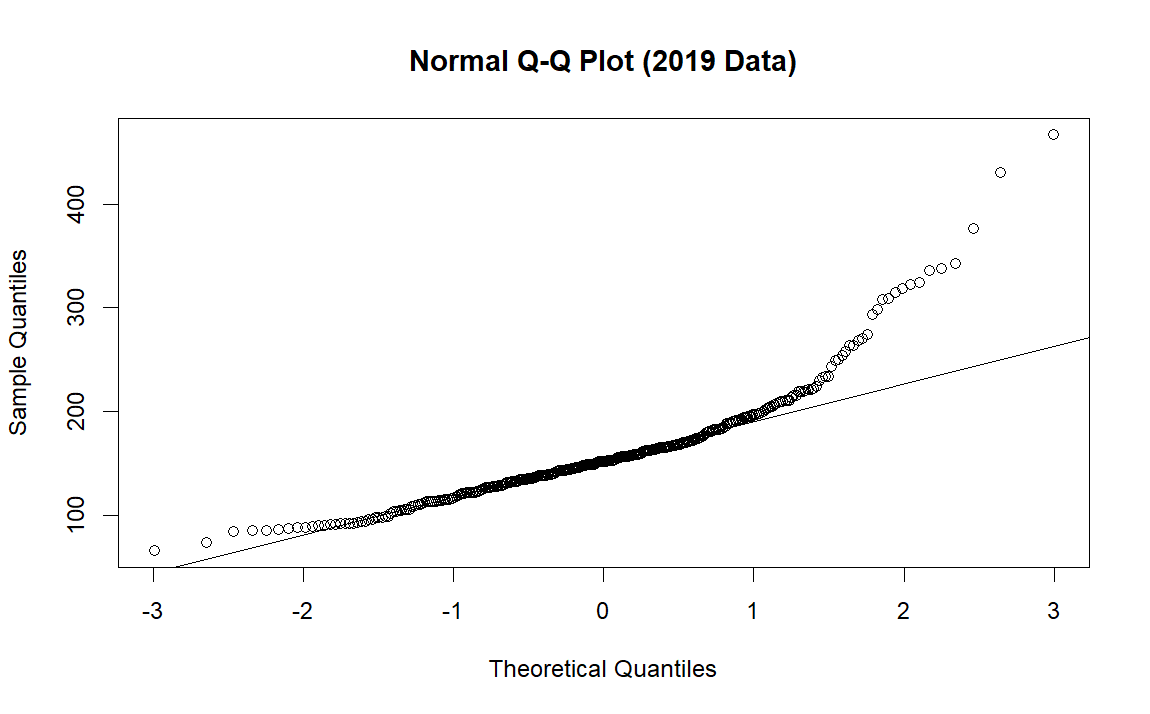 Normal Q-Q Plot (2019 Data)
Sample Quantiles
400
300
200
100
-3 -2 -1 0 1 2 3
Theoretical Quantiles